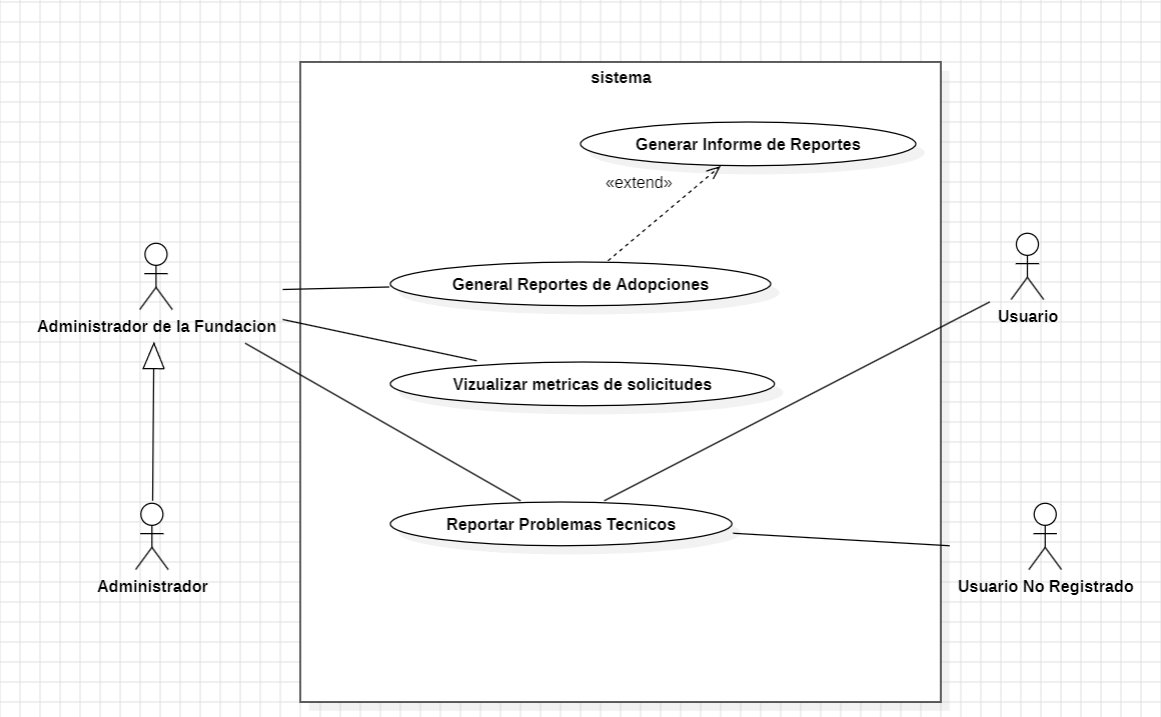 sistema
Generar Informe de Reportes
«extend»
General Reportes de Adopciones
Administrador de la Fundacion
Usuario
Vizualizar metricas de solicitudes
Reportar Problemas Tecnicos
Administrador
Usuario No Registrado